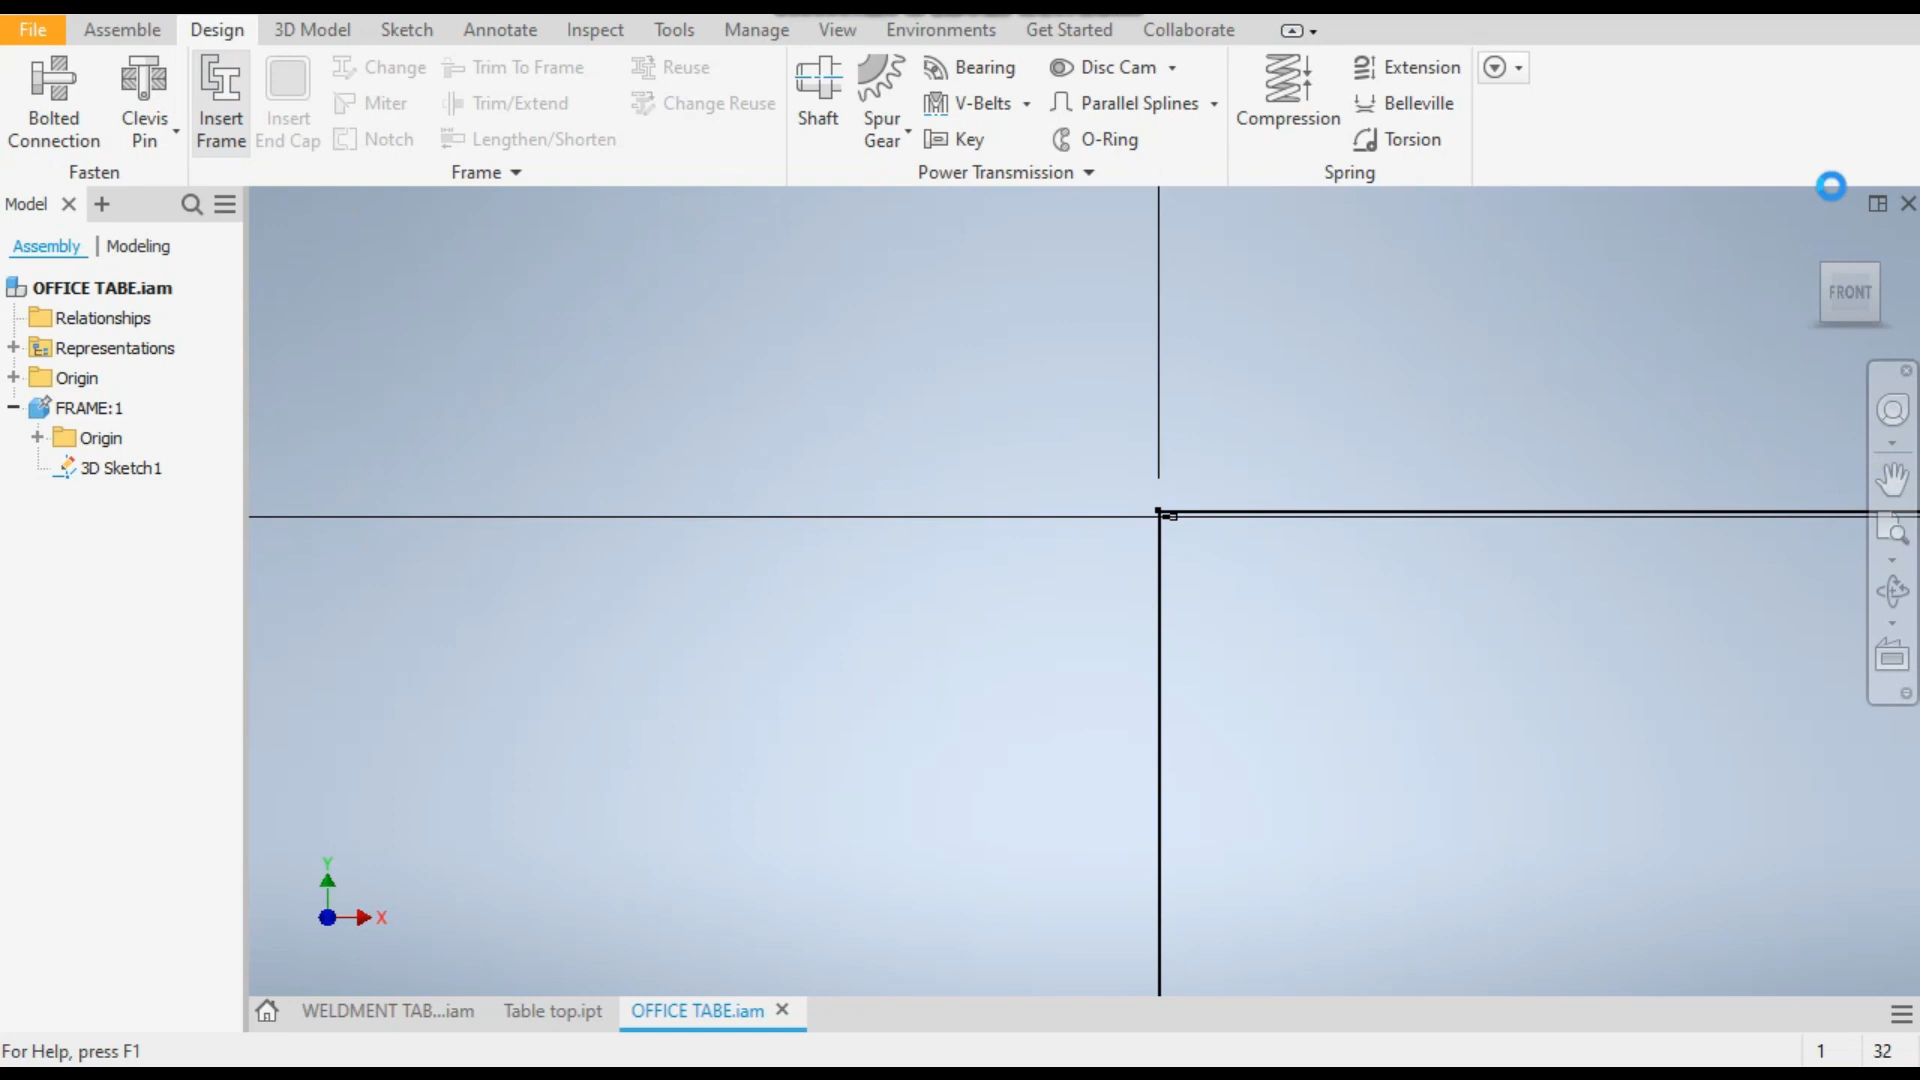 File Assemble Design 3D Model Sketch Annotate Inspect Tools Manage View Environments Get Started Collaborate
Bolted Connection
Clevis Pin
Insert Frame
Insert End Cap
Change
Miter
Notch
Trim To Frame
Trim/Extend
Lengthen/Shorten
Reuse
Change Reuse
Shaft
Spur Gear
Bearing
V-Belts
Key
Disc Cam
Parallel Splines
O-Ring
Compression
Extension
Belleville
Torsion
Fasten
Frame
Power Transmission
Spring
Model
Assembly | Modeling
OFFICE TABE.iam
Relationships
Representations
Origin
FRAME:1
Origin
3D Sketch1
FRONT
Y
X
WELDMENT TAB...iam Table top.ipt OFFICE TABE.iam
For Help, press F1
1 32